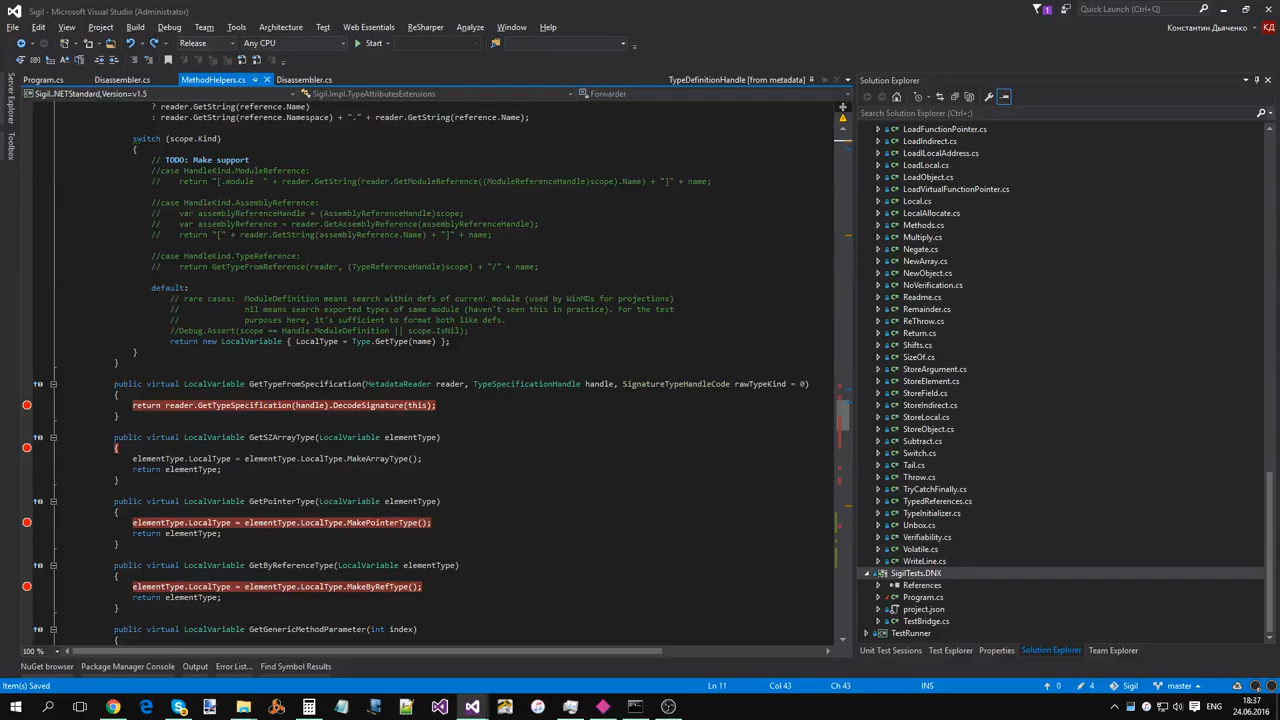 Sigil - Microsoft Visual Studio (Administrator)
1
Quick Launch (Ctrl+;)
File Edit View Project Build Debug Team Tools Architecture Test Web Essentials ReSharper Analyze Window Help
Константин Дьяченко
КД
Release Any CPU Start
Server Explorer
Toolbox
Program.cs Disassembler.cs MethodHelpers.cs Disassembler.cs TypeDefinitionHandle [from metadata]
Sigil..NETStandard,Version=v1.5 Sigil.Impl.TypeAttributesExtensions Forwarder
? reader.GetString(reference.Name)
: reader.GetString(reference.Namespace) + "." + reader.GetString(reference.Name);
switch (scope.Kind)
{
// TODO: Make support
//case HandleKind.ModuleReference:
// return "[.module " + reader.GetString(reader.GetModuleReference((ModuleReferenceHandle)scope).Name) + "]" + name;
//case HandleKind.AssemblyReference:
// var assemblyReferenceHandle = (AssemblyReferenceHandle)scope;
// var assemblyReference = reader.GetAssembly(assemblyReferenceHandle);
// return "[" + reader.GetString(assemblyReference.Name) + "]" + name;
//case HandleKind.TypeReference:
// return GetTypeFromReference(reader, (TypeReferenceHandle)scope) + "/" + name;
default:
// rare cases: ModuleDefinition means search within defs of current module (used by WinMDs for projections)
// nil means search exported types of same module (haven't seen this in practice). For the test
// purposes here, it's sufficient to format both like defs.
//Debug.Assert(scope == Handle.ModuleDefinition || scope.IsNil);
return new LocalVariable { LocalType = Type.GetType(name) };
}
}
public virtual LocalVariable GetTypeFromSpecification(MetadataReader reader, TypeSpecificationHandle handle, SignatureTypeHandleCode rawTypeKind = 0)
{
return reader.GetTypeSpecification(handle).DecodeSignature(this);
}
public virtual LocalVariable GetSZArrayType(LocalVariable elementType)
{
elementType.LocalType = elementType.LocalType.MakeArrayType();
return elementType;
}
public virtual LocalVariable GetPointerType(LocalVariable elementType)
{
elementType.LocalType = elementType.LocalType.MakePointerType();
return elementType;
}
public virtual LocalVariable GetByReferenceType(LocalVariable elementType)
{
elementType.LocalType = elementType.LocalType.MakeByRefType();
return elementType;
}
public virtual LocalVariable GetGenericMethodParameter(int index)
{
100 %
Solution Explorer
Search Solution Explorer (Ctrl+;)
LoadFunctionPointer.cs
LoadIndirect.cs
LoadLocalAddress.cs
LoadLocal.cs
LoadObject.cs
LoadVirtualFunctionPointer.cs
Local.cs
LocalAllocate.cs
Methods.cs
Multiply.cs
Negate.cs
NewArray.cs
NewObject.cs
NoVerification.cs
Readme.cs
Remainder.cs
ReThrow.cs
Return.cs
Shifts.cs
SizeOf.cs
StoreArgument.cs
StoreElement.cs
StoreField.cs
StoreIndirect.cs
StoreLocal.cs
StoreObject.cs
Subtract.cs
Switch.cs
Tail.cs
Throw.cs
TryCatchFinally.cs
TypedReferences.cs
TypeInitializer.cs
Unbox.cs
Verifiability.cs
Volatile.cs
WriteLine.cs
SigilTests.DNX
References
Program.cs
project.json
TestBridge.cs
TestRunner
Unit Test Sessions Test Explorer Properties Solution Explorer Team Explorer
NuGet browser Package Manager Console Output Error List... Find Symbol Results
Item(s) Saved Ln 11 Col 43 Ch 43 INS 0 4 Sigil master
ENG 18:37
24.06.2016